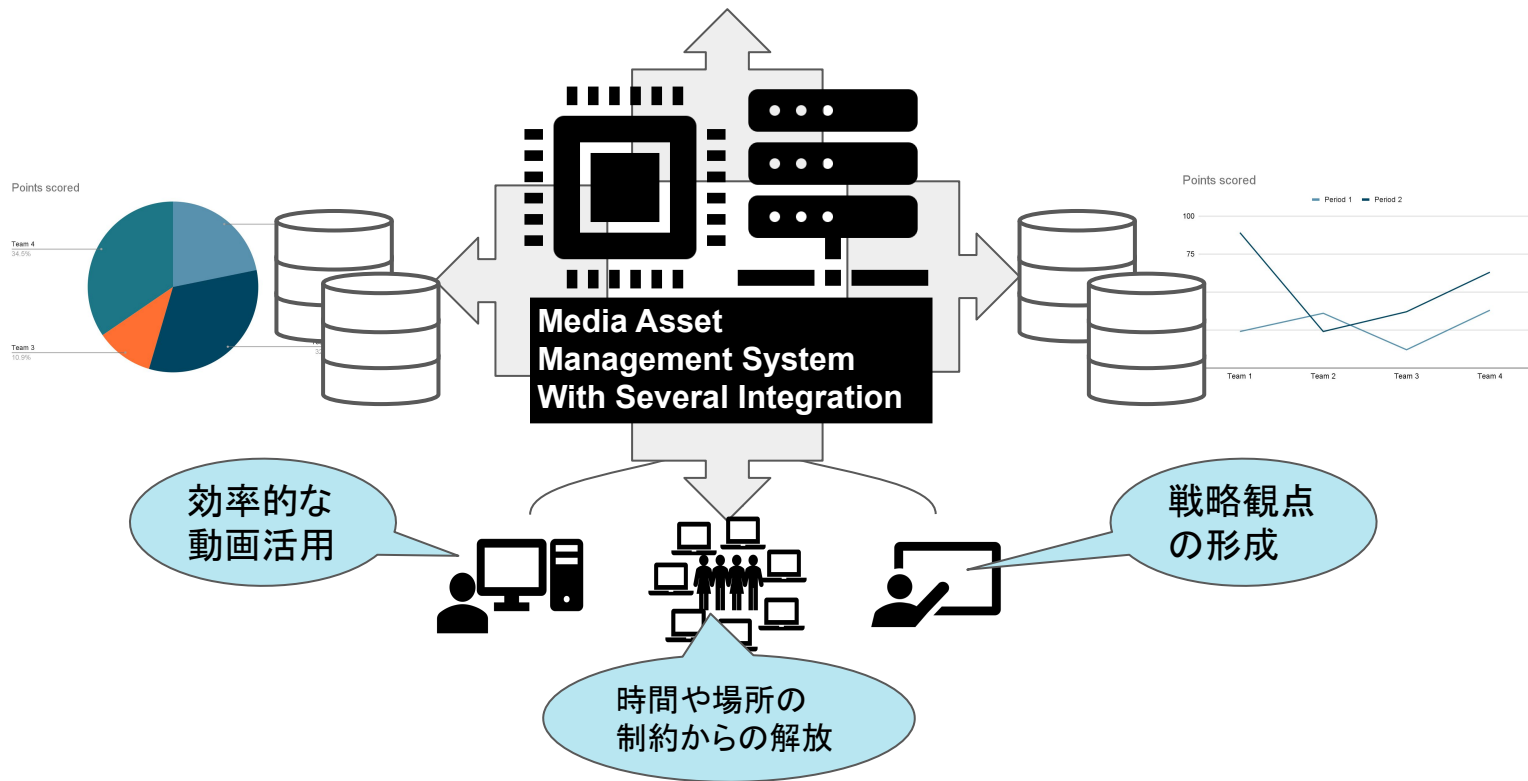 Points scored
Team 4
34.5%
Team 3
10.9%
Media Asset
Management System
With Several Integration
Points scored
Period 1
Period 2
100
75
Team 1
Team 2
Team 3
Team 4
効率的な
動画活用
戦略観点
の形成
時間や場所の
制約からの解放